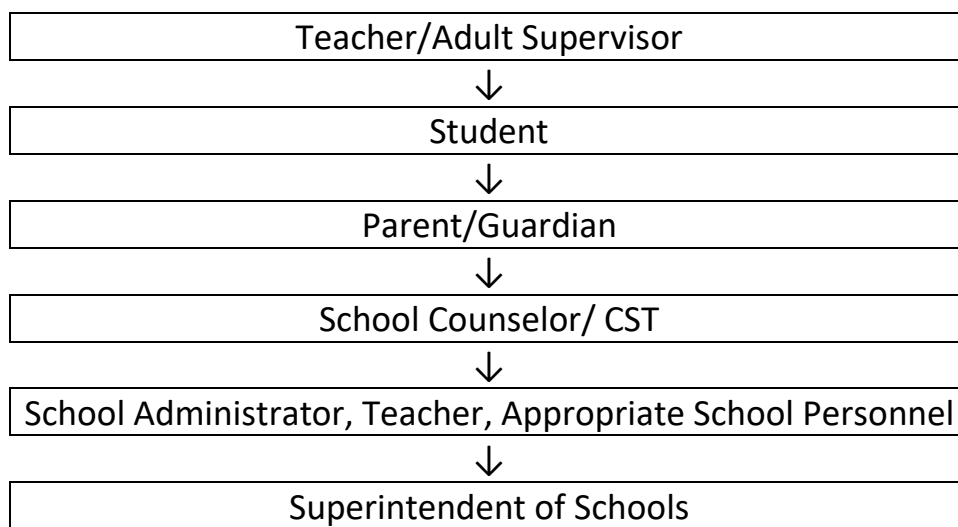 Teacher/Adult Supervisor
↓
Student
↓
Parent/Guardian
↓
School Counselor/ CST
↓
School Administrator, Teacher, Appropriate School Personnel
↓
Superintendent of Schools